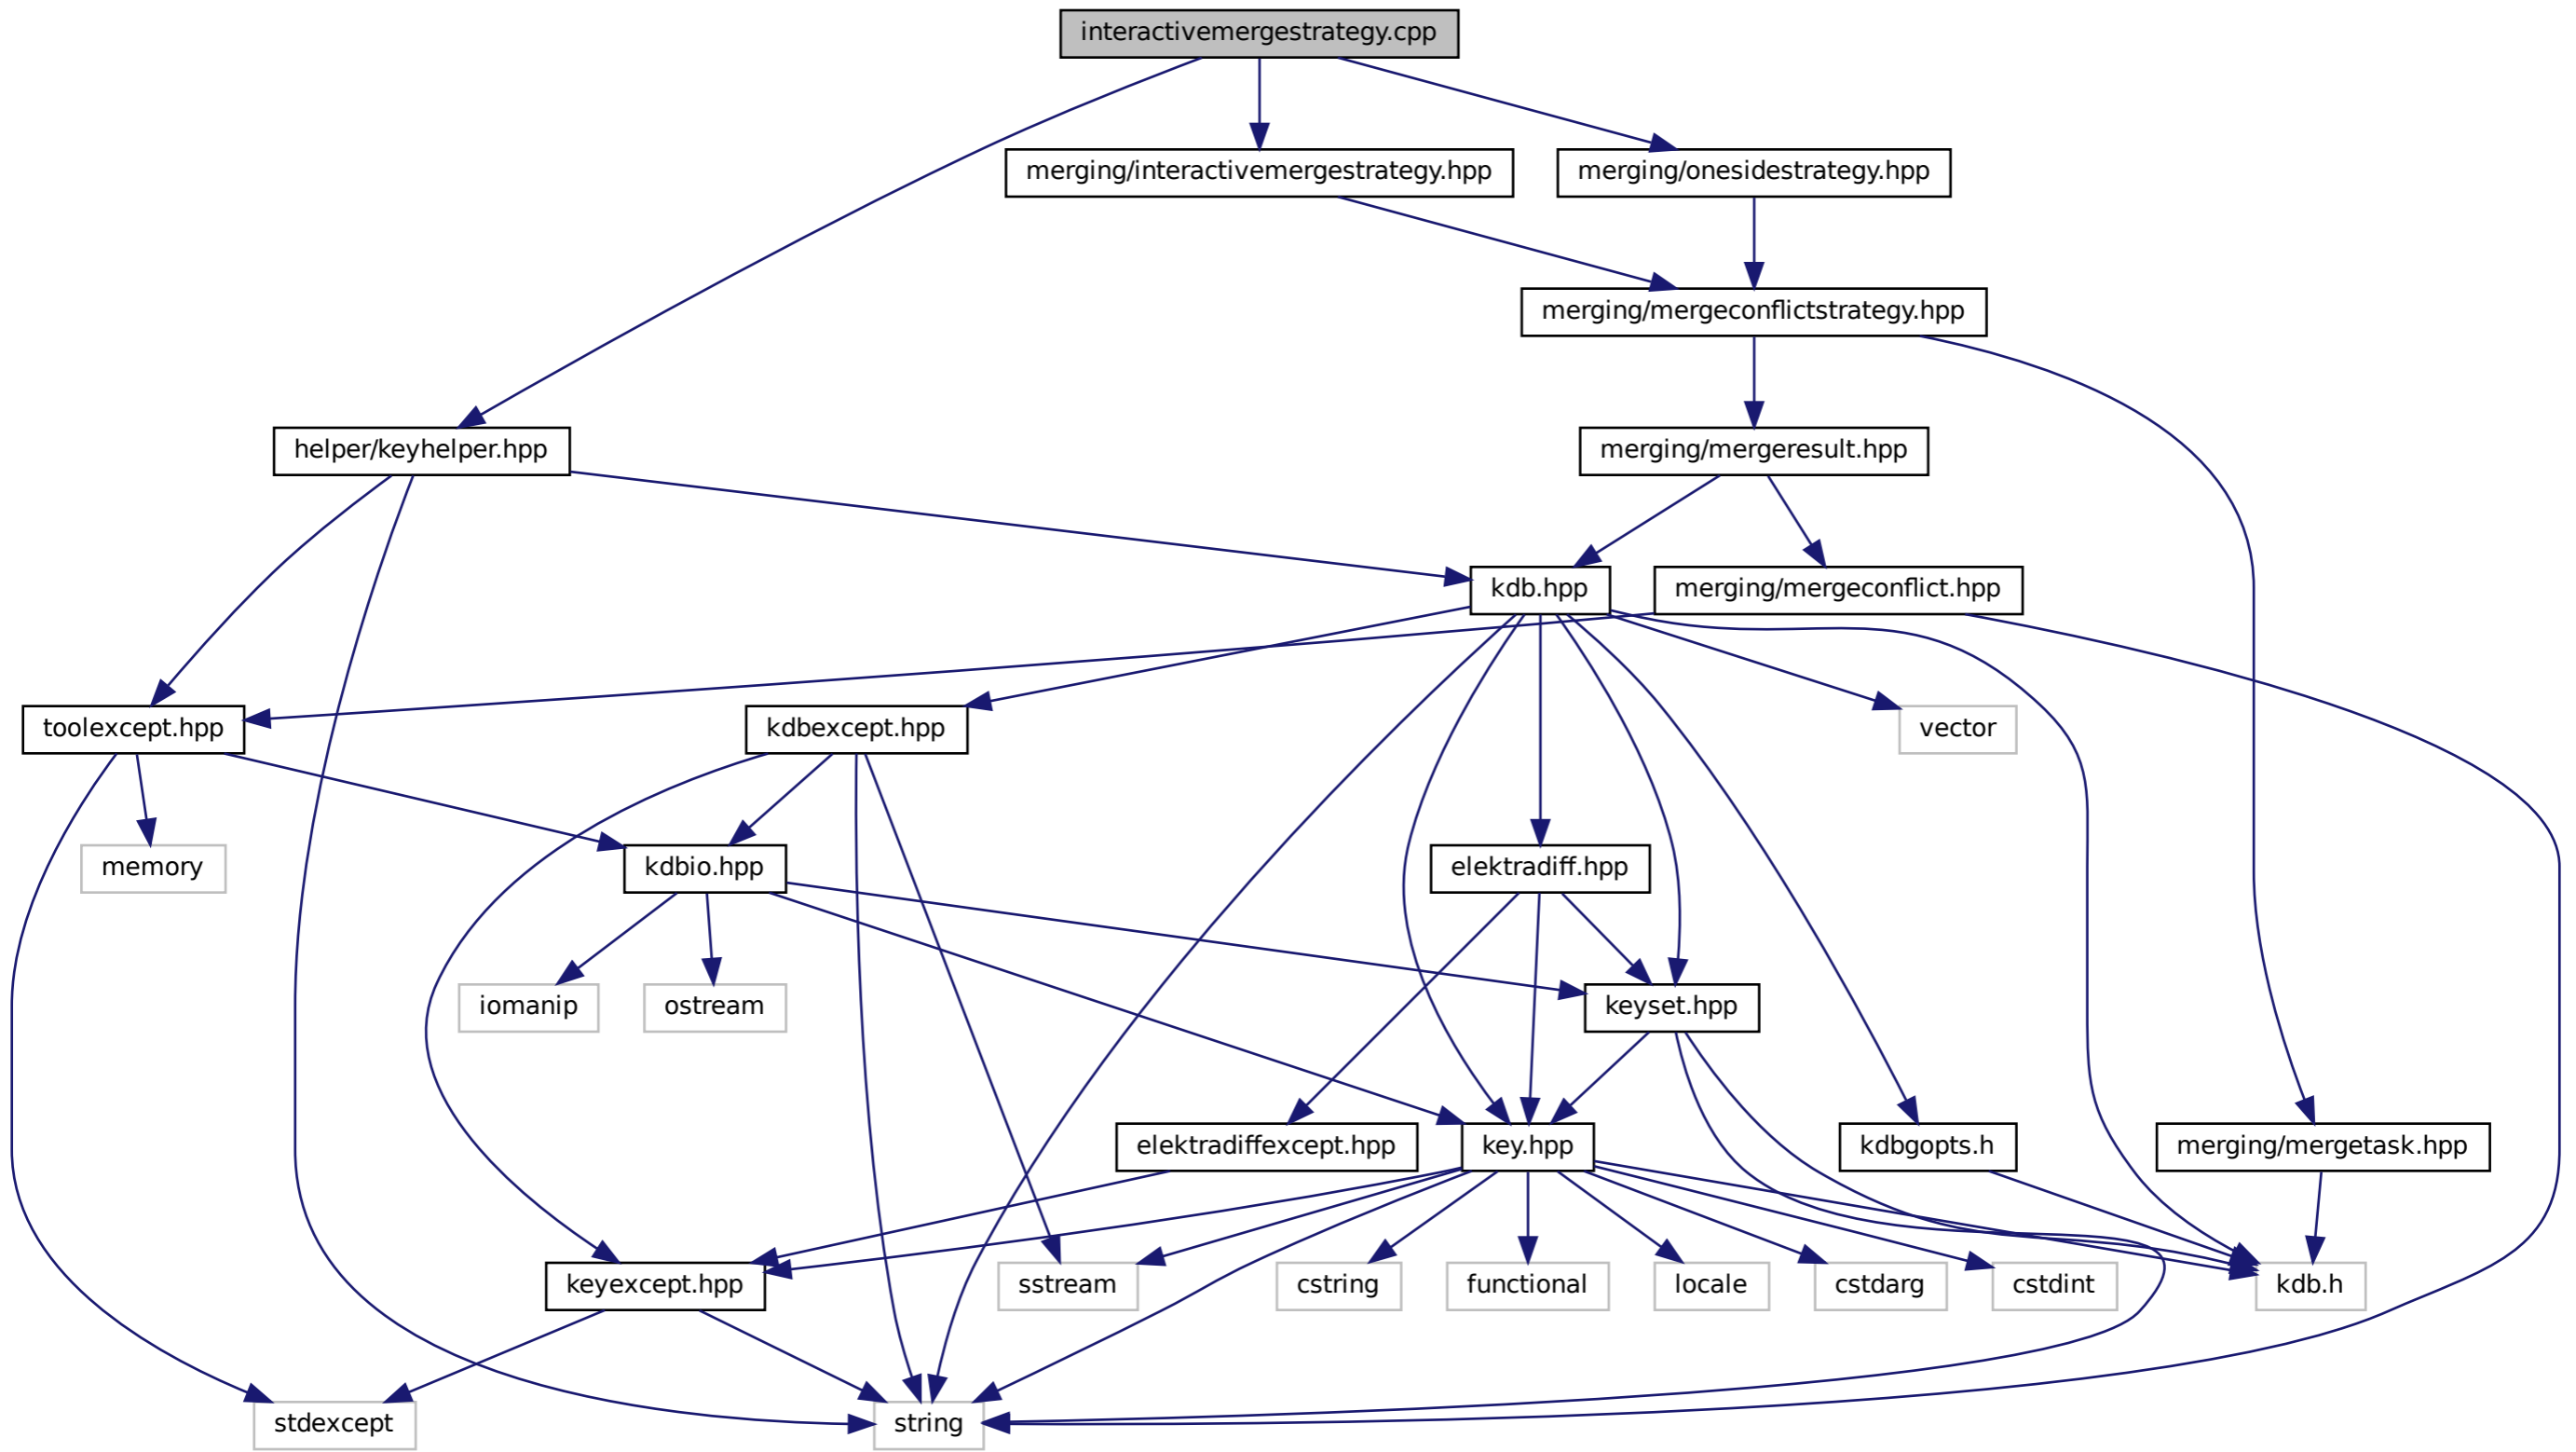 interactivemergestrategy.cpp
merging/interactivemergestrategy.hpp
merging/onesidestrategy.hpp
merging/mergeconflictstrategy.hpp
helper/keyhelper.hpp
merging/mergeresult.hpp
kdb.hpp
merging/mergeconflict.hpp
toolexcept.hpp
kdbexcept.hpp
vector
memory
kdbio.hpp
elektradiff.hpp
iomanip
ostream
keyset.hpp
elektradiffexcept.hpp
key.hpp
kdbgopts.h
merging/mergetask.hpp
keyexcept.hpp
sstream
cstring
functional
locale
cstdarg
cstdint
kdb.h
stdexcept
string